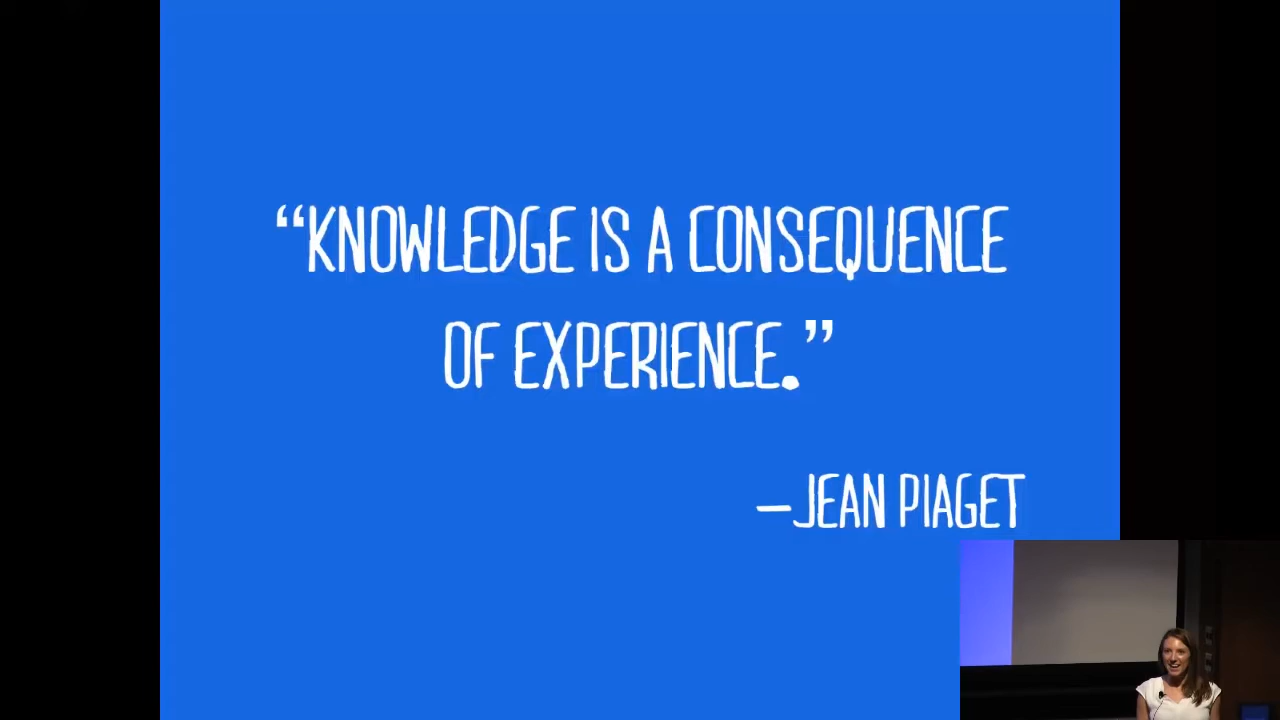 “KNOWLEDGE IS A CONSEQUENCE
OF EXPERIENCE.”
–JEAN PIAGET